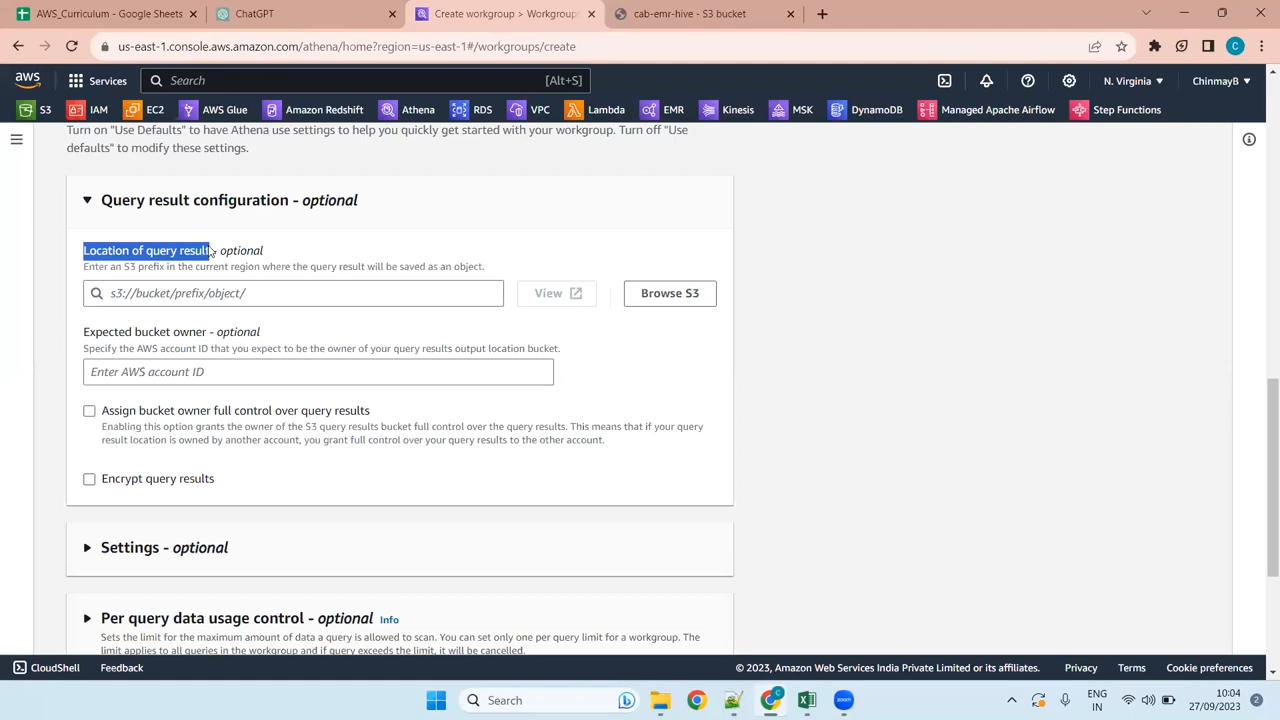 AWS_Curriculum - Google Sheets
ChatGPT
Create workgroup > Workgroups
cab-emr-hive - S3 bucket
us-east-1.console.aws.amazon.com/athena/home?region=us-east-1#/workgroups/create
C
aws
Services
Search
[Alt+S]
N. Virginia
ChinmayB
S3
IAM
EC2
AWS Glue
Amazon Redshift
Athena
RDS
VPC
Lambda
EMR
Kinesis
MSK
DynamoDB
Managed Apache Airflow
Step Functions
Turn on "Use Defaults" to have Athena use settings to help you quickly get started with your workgroup. Turn off "Use
defaults" to modify these settings.
Query result configuration - optional
Location of query result - optional
Enter an S3 prefix in the current region where the query result will be saved as an object.
s3://bucket/prefix/object/
View
Browse S3
Expected bucket owner - optional
Specify the AWS account ID that you expect to be the owner of your query results output location bucket.
Enter AWS account ID
Assign bucket owner full control over query results
Enabling this option grants the owner of the S3 query results bucket full control over the query results. This means that if your query
result location is owned by another account, you grant full control over your query results to the other account.
Encrypt query results
Settings - optional
Per query data usage control - optional Info
Sets the limit for the maximum amount of data a query is allowed to scan. You can set only one per query limit for a workgroup. The
limit applies to all queries in the workgroup and if query exceeds the limit, it will be cancelled.
CloudShell
Feedback
© 2023, Amazon Web Services India Private Limited or its affiliates.
Privacy
Terms
Cookie preferences
Search
zoom
ENG
IN
10:04
27/09/2023
2